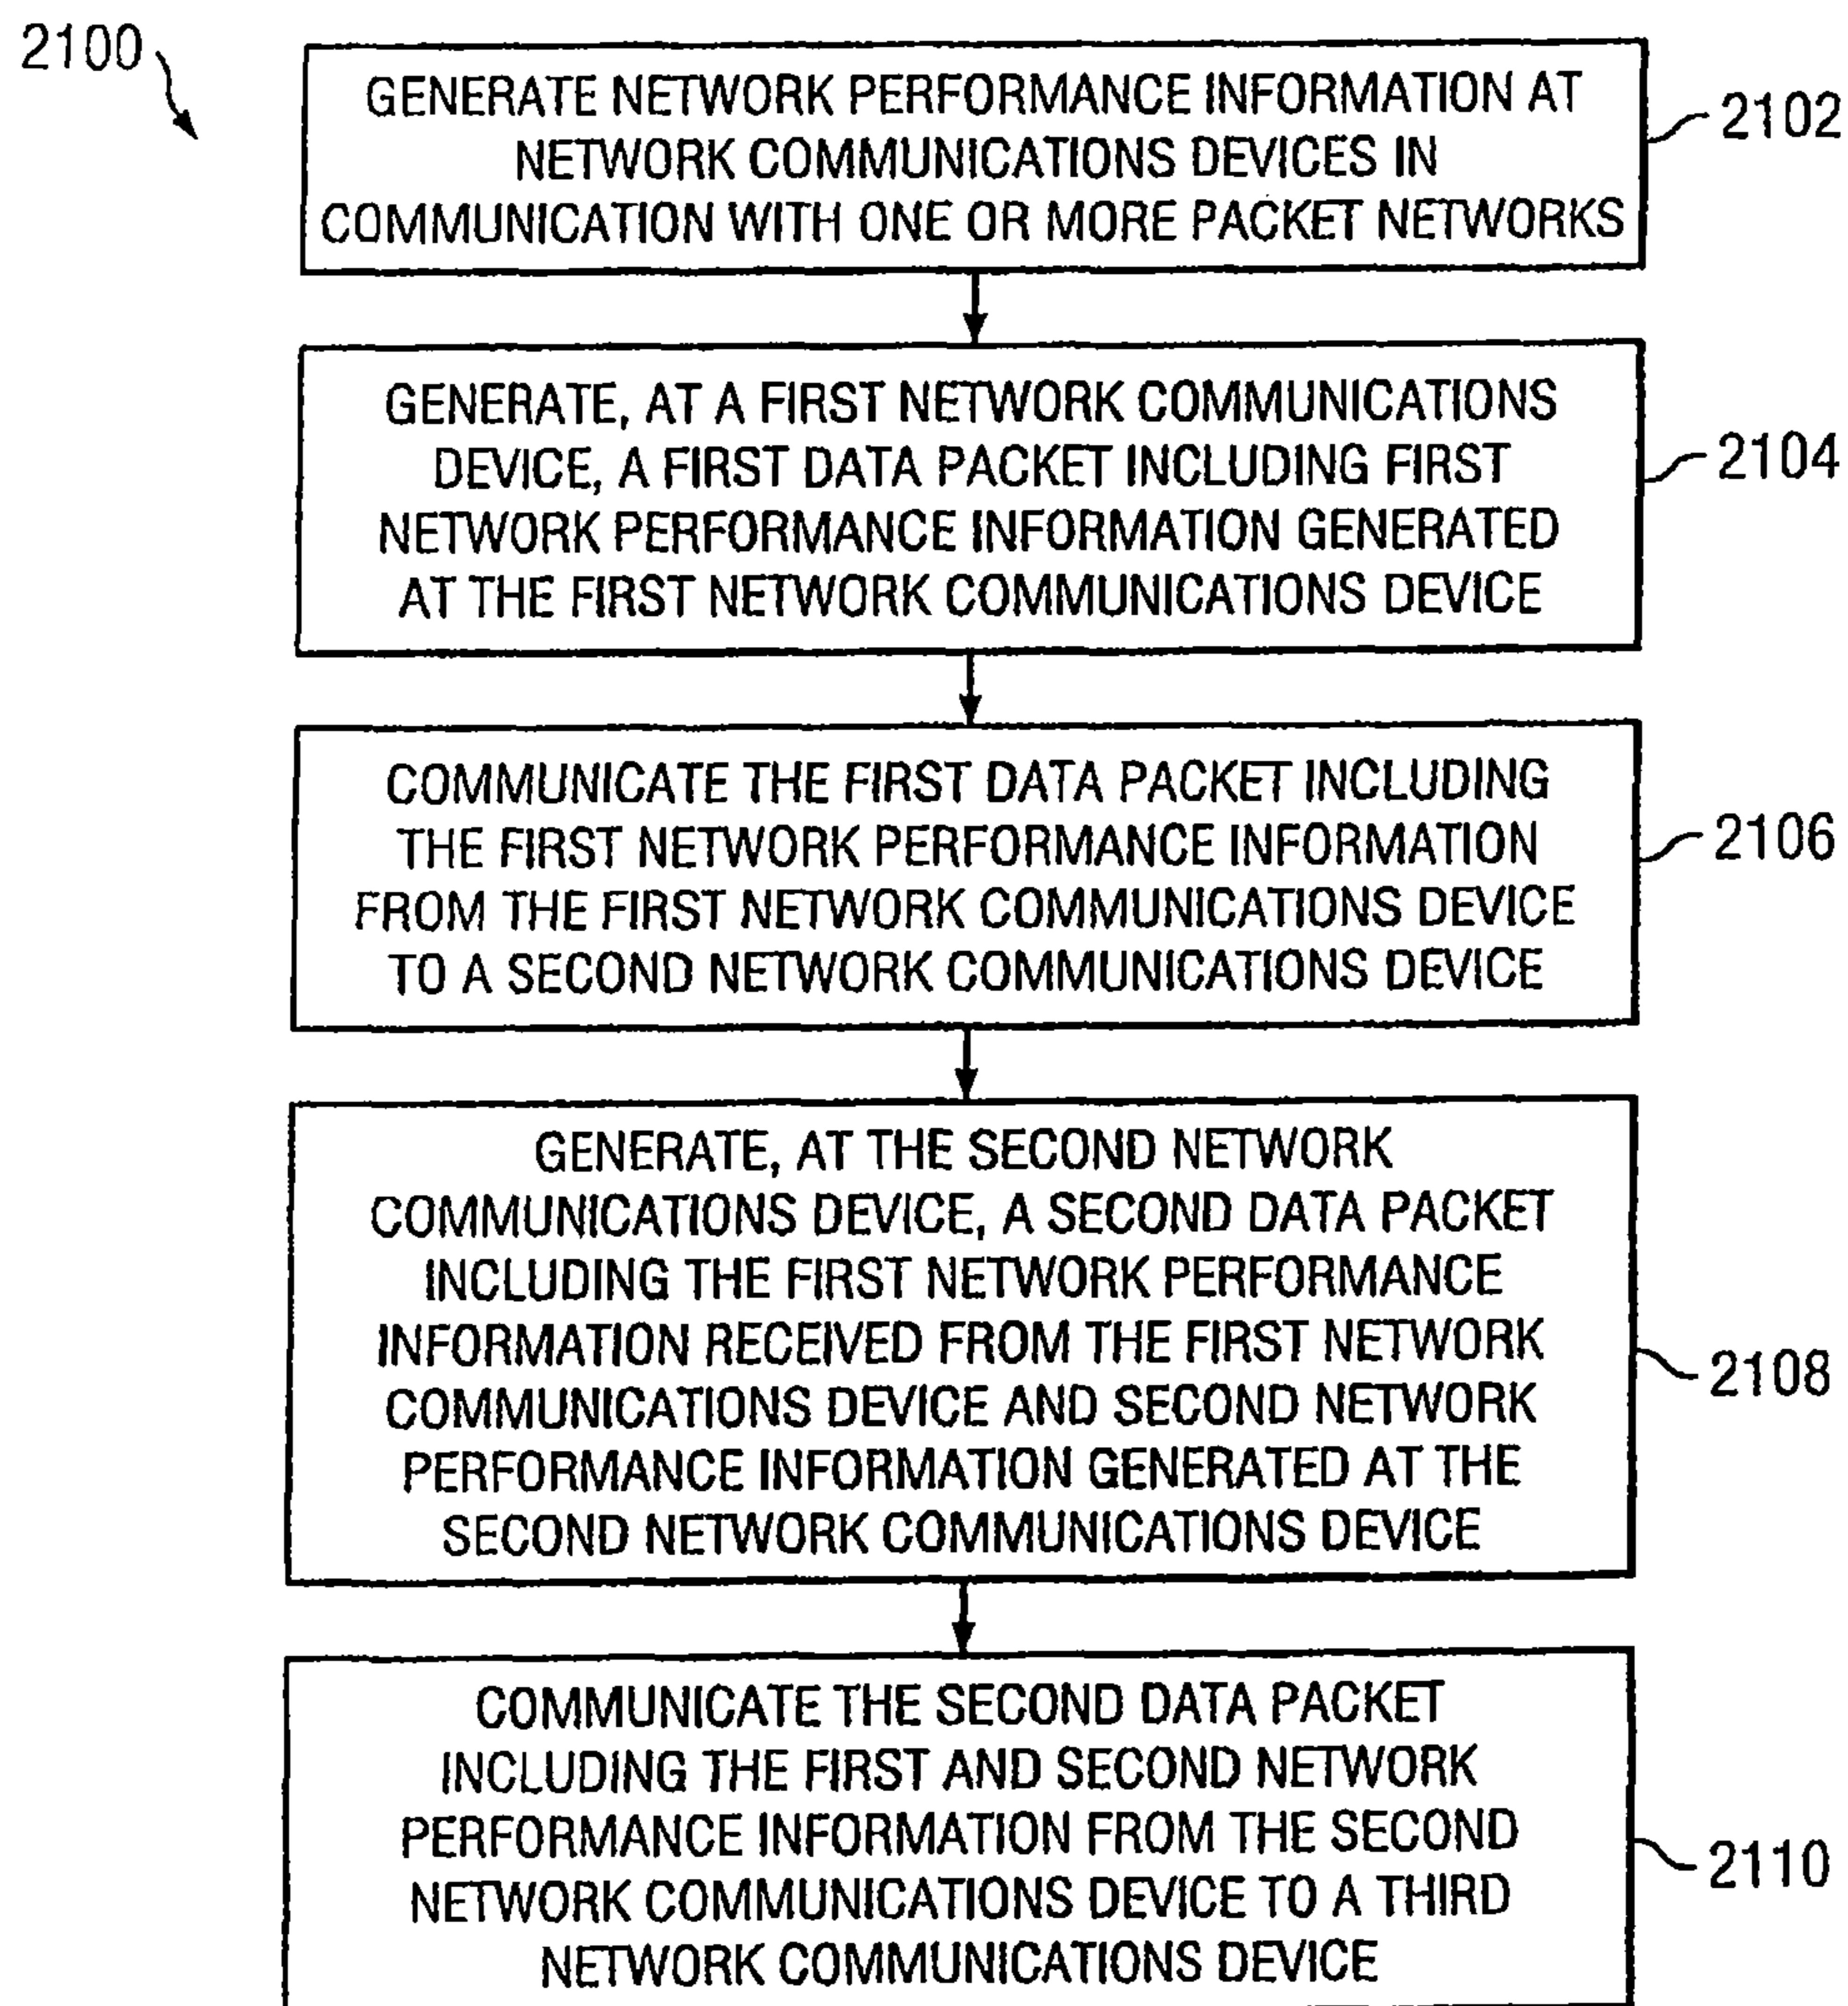 2100
GENERATE NETWORK PERFORMANCE INFORMATION AT
NETWORK COMMUNICATIONS DEVICES IN
COMMUNICATION WITH ONE OR MORE PACKET NETWORKS
2102
GENERATE, AT A FIRST NETWORK COMMUNICATIONS
DEVICE, A FIRST DATA PACKET INCLUDING FIRST
NETWORK PERFORMANCE INFORMATION GENERATED
AT THE FIRST NETWORK COMMUNICATIONS DEVICE
2104
COMMUNICATE THE FIRST DATA PACKET INCLUDING
THE FIRST NETWORK PERFORMANCE INFORMATION
FROM THE FIRST NETWORK COMMUNICATIONS DEVICE
TO A SECOND NETWORK COMMUNICATIONS DEVICE
2106
GENERATE, AT THE SECOND NETWORK
COMMUNICATIONS DEVICE, A SECOND DATA PACKET
INCLUDING THE FIRST NETWORK PERFORMANCE
INFORMATION RECEIVED FROM THE FIRST NETWORK
COMMUNICATIONS DEVICE AND SECOND NETWORK
PERFORMANCE INFORMATION GENERATED AT THE
SECOND NETWORK COMMUNICATIONS DEVICE
2108
COMMUNICATE THE SECOND DATA PACKET
INCLUDING THE FIRST AND SECOND NETWORK
PERFORMANCE INFORMATION FROM THE SECOND
NETWORK COMMUNICATIONS DEVICE TO A THIRD
NETWORK COMMUNICATIONS DEVICE
2110